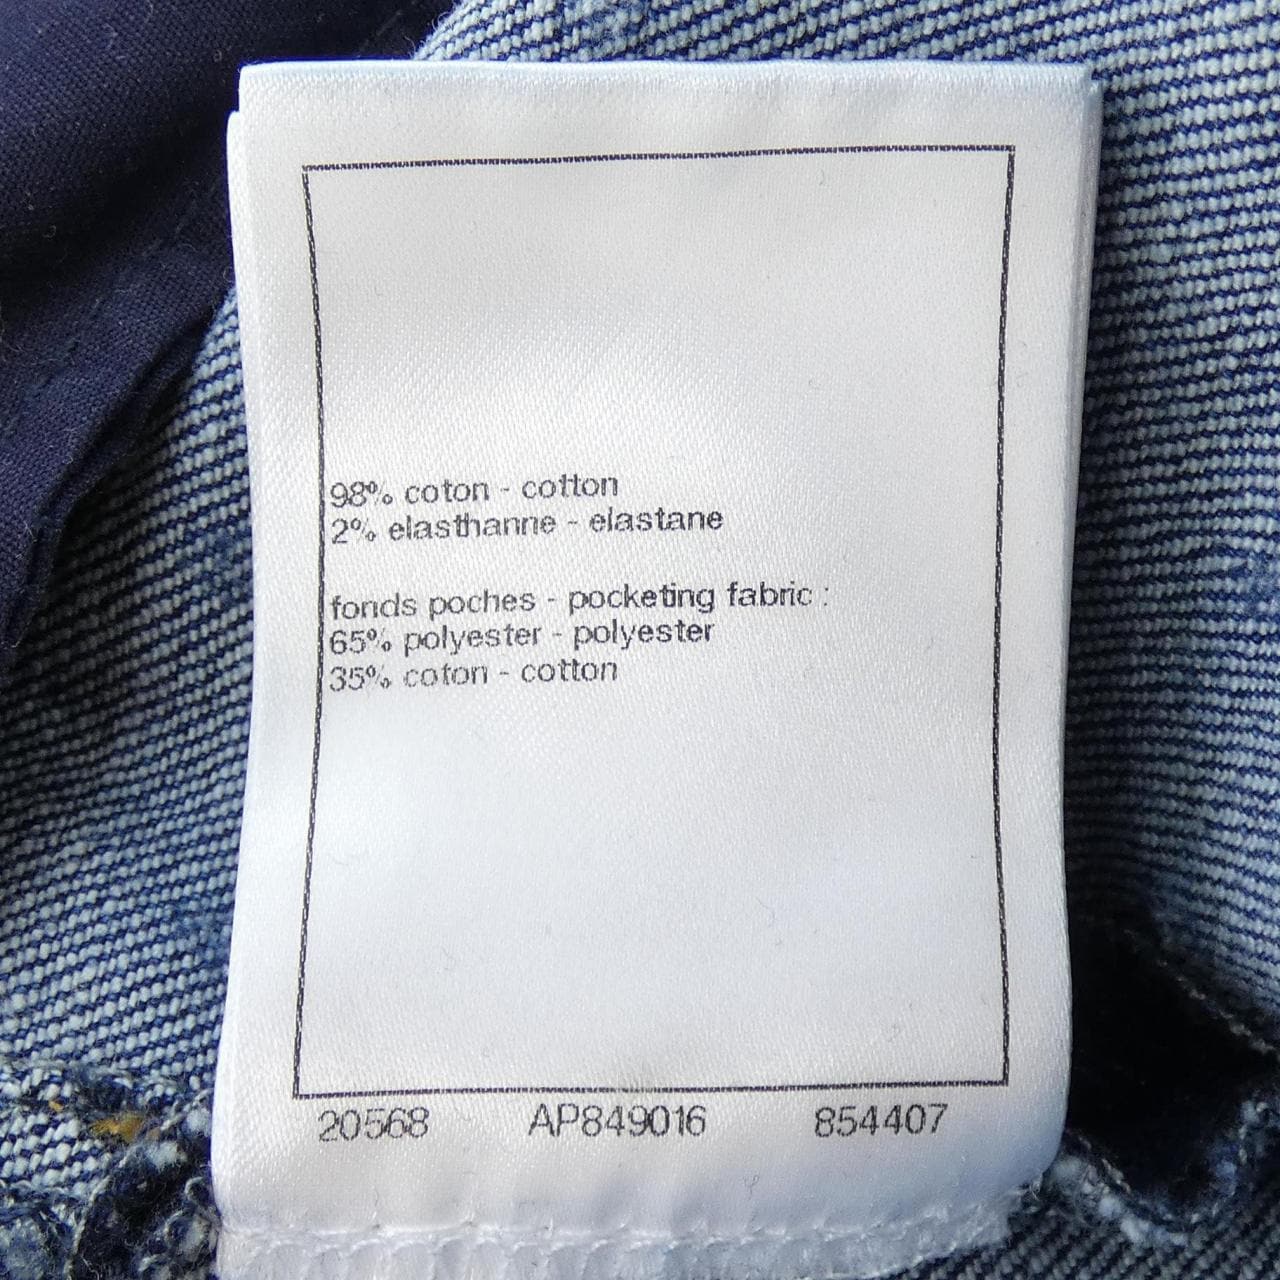 98% coton - cotton
2% elasthanne - elastane
fonds poches - pocketing fabric :
65% polyester - polyester
35% coton - cotton
20568 AP849016 854407